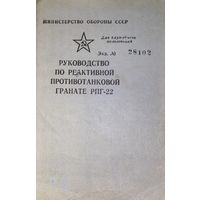 МИНИСТЕРСТВО ОБОРОНЫ СССР
Для служебного
пользования
Экз. № 28102
РУКОВОДСТВО
ПО РЕАКТИВНОЙ
ПРОТИВОТАНКОВОЙ
ГРАНАТЕ РПГ-22